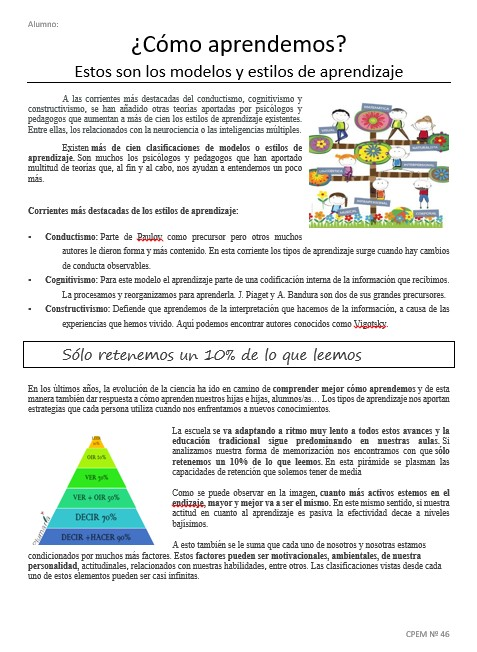 Alumno:
¿Cómo aprendemos?
Estos son los modelos y estilos de aprendizaje
A las corrientes más destacadas del conductismo, cognitivismo y
constructivismo, se han añadido otras teorías aportadas por psicólogos y
pedagogos que aumentan a más de cien los estilos de aprendizaje existentes.
Entre ellas, los relacionados con la neurociencia o las inteligencias múltiples.
Existen más de cien clasificaciones de modelos o estilos de
aprendizaje. Son muchos los psicólogos y pedagogos que han aportado
multitud de teorías que, al fin y al cabo, nos ayudan a entendernos un poco
más.
Corrientes más destacadas de los estilos de aprendizaje:
• Conductismo: Parte de Paulov como precursor pero otros muchos
autores le dieron forma y más contenido. En esta corriente los tipos de aprendizaje surge cuando hay cambios
de conducta observables.
• Cognitivismo: Para este modelo el aprendizaje parte de una codificación interna de la información que recibimos.
La procesamos y reorganizamos para aprenderla. J. Piaget y A. Bandura son dos de sus grandes precursores.
• Constructivismo: Defiende que aprendemos de la interpretación que hacemos de la información, a causa de las
experiencias que hemos vivido. Aquí podemos encontrar autores conocidos como Vigotsky.
Sólo retenemos un 10% de lo que leemos
En los últimos años, la evolución de la ciencia ha ido en camino de comprender mejor cómo aprendemos y de esta
manera también dar respuesta a cómo aprenden nuestros hijas e hijas, alumnos/as… Los tipos de aprendizaje nos aportan
estrategias que cada persona utiliza cuando nos enfrentamos a nuevos conocimientos.
La escuela se va adaptando a ritmo muy lento a todos estos avances y la
educación tradicional sigue predominando en nuestras aulas. Si
analizamos nuestra forma de memorización nos encontramos con que sólo
retenemos un 10% de lo que leemos. En esta pirámide se plasman las
capacidades de retención que solemos tener de media
OIR 20%
VER 30%
VER + OIR 50%
DECIR 70%
DECIR +HACER 90%
Como se puede observar en la imagen, cuanto más activos estemos en el
endizaje, mayor y mejor va a ser el mismo. En este mismo sentido, si nuestra
actitud en cuanto al aprendizaje es pasiva la efectividad decae a niveles
bajísimos.
A esto también se le suma que cada uno de nosotros y nosotras estamos
condicionados por muchos más factores. Estos factores pueden ser motivacionales, ambientales, de nuestra
personalidad, actitudinales, relacionados con nuestras habilidades, entre otros. Las clasificaciones vistas desde cada
uno de estos elementos pueden ser casi infinitas.
CPEM Nº 46